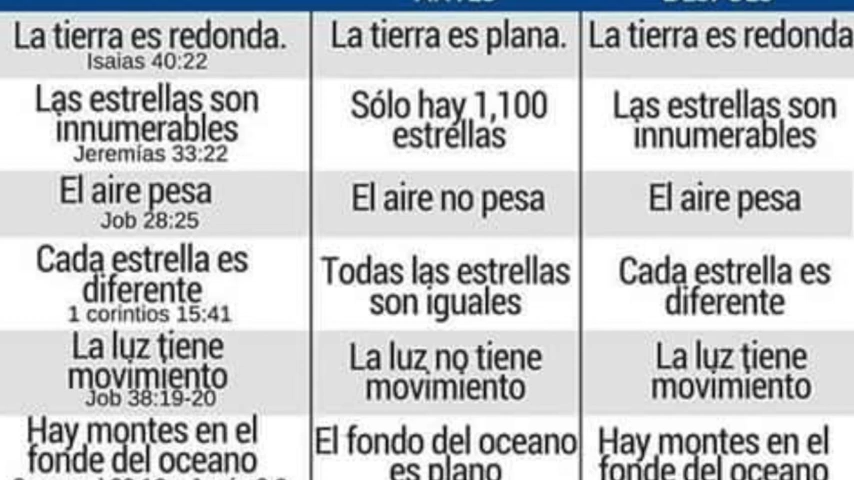 ANTES DESPUÉS
La tierra es redonda. La tierra es plana. La tierra es redonda
Isaias 40:22
Las estrellas son Sólo hay 1,100 Las estrellas son
innumerables estrellas innumerables
Jeremías 33:22
El aire pesa El aire no pesa El aire pesa
Job 28:25
Cada estrella es Todas las estrellas Cada estrella es
diferente son iguales diferente
1 corintios 15:41
La luz tiene La luz no tiene La luz tiene
movimiento movimiento movimiento
Job 38:19-20
Hay montes en el El fondo del oceano Hay montes en el
fonde del oceano es plano fonde del oceano